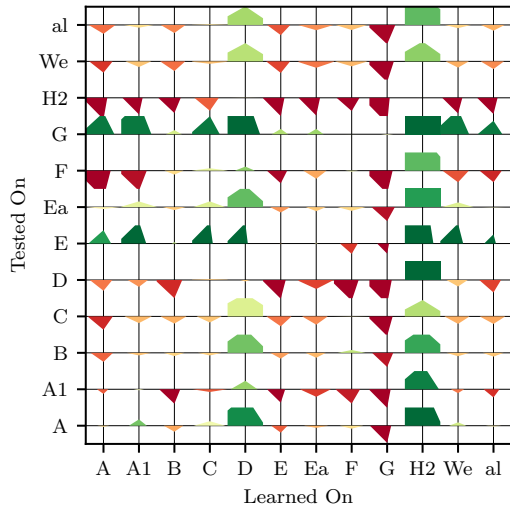 al
We
H2
G
F
Ea
E
D
C
B
A1
A
Tested On
A A1 B C D E Ea F G H2 We al
Learned On